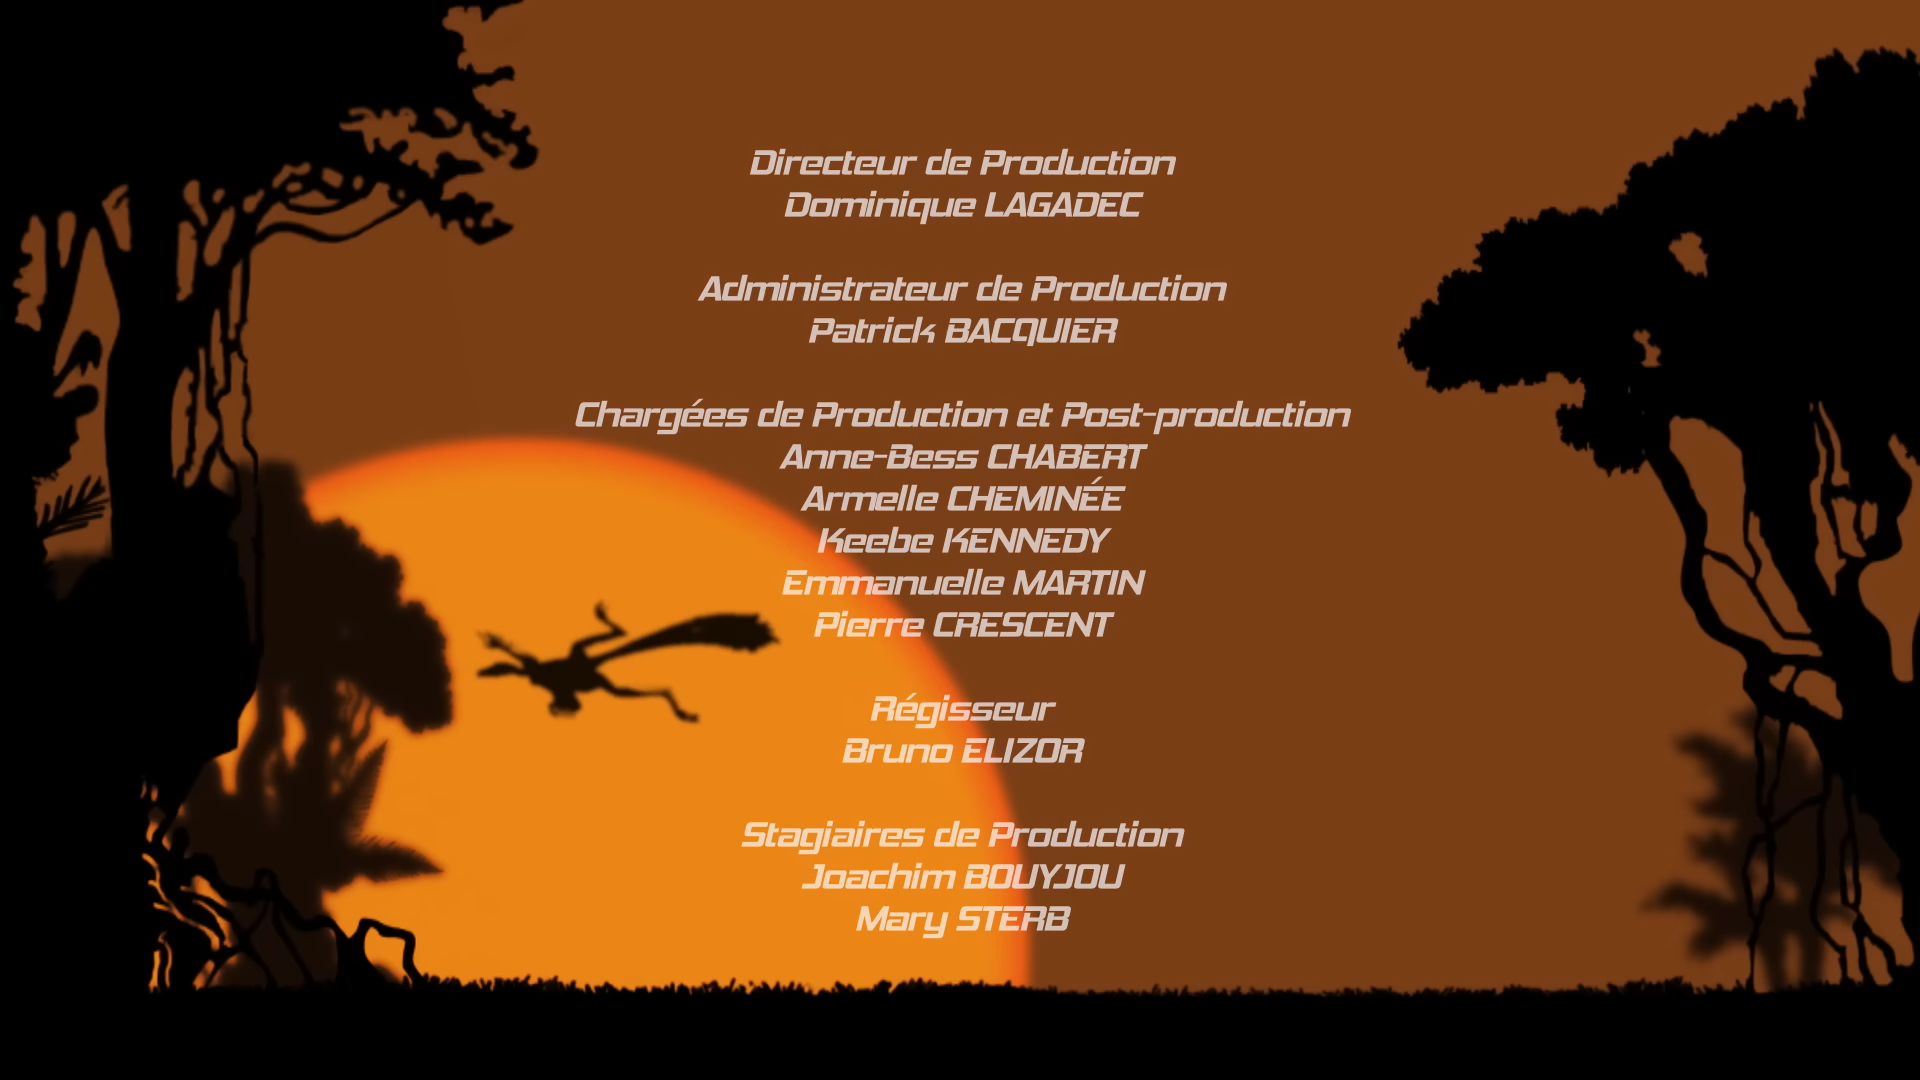 Directeur de Production
Dominique LAGADEC
Administrateur de Production
Patrick BACQUIER
Chargées de Production et Post-production
Anne-Bess CHABERT
Armelle CHEMINÉE
Keebe KENNEDY
Emmanuelle MARTIN
Pierre CRESCENT
Régisseur
Bruno ELIZOR
Stagiaires de Production
Joachim BOUYJOU
Mary STERB